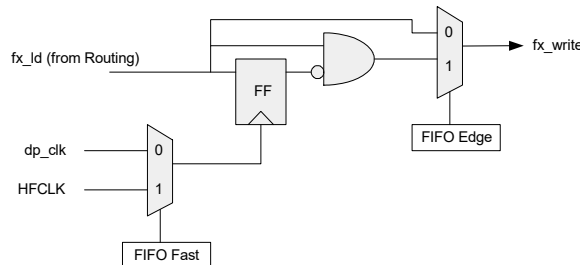 0
fx_ld (from Routing)
fx_write
1
FF
FIFO Edge
dp_clk
0
HFCLK
1
FIFO Fast